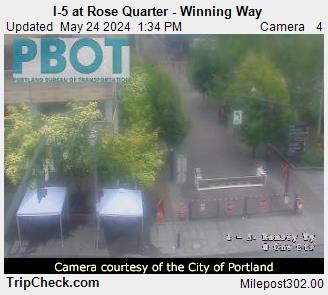 I-5 at Rose Quarter - Winning Way
Updated May 24 2024 1:34 PM Camera 4
PBOT
PORTLAND BUREAU OF TRANSPORTATION
Camera courtesy of the City of Portland
TripCheck.com Milepost302.00